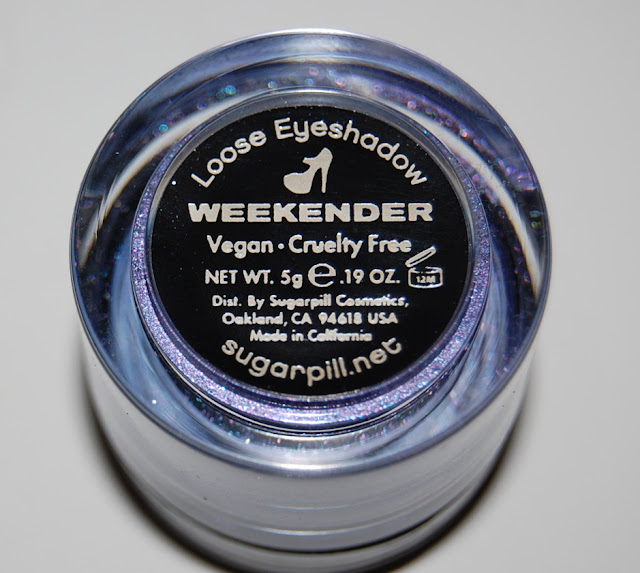 Loose Eyeshadow
WEEKENDER
Vegan • Cruelty Free
NET WT. 5g ℮ .19 OZ. 12M
Dist. By Sugarpill Cosmetics,
Oakland, CA 94618 USA
Made in California
sugarpill.net